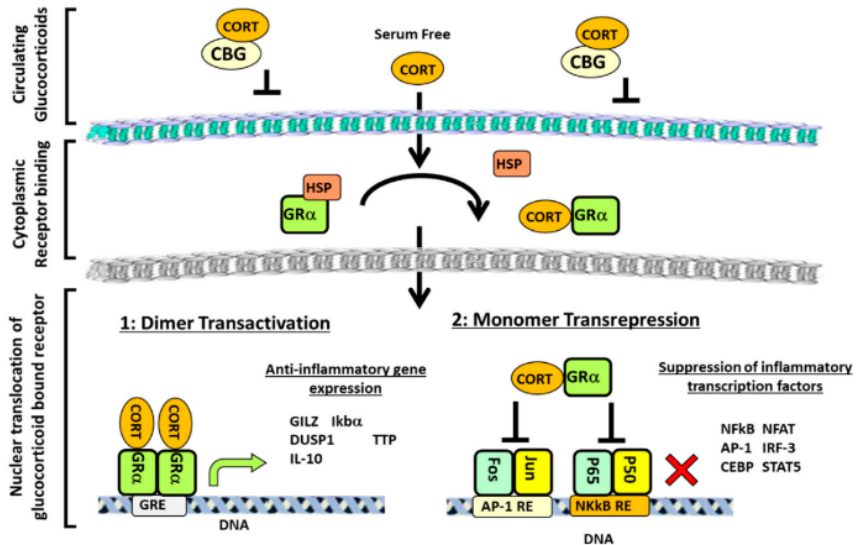 Circulating
Glucocorticoids
CORT
CBG
Serum Free
CORT
CORT
CBG
Cytoplasmic
Receptor binding
HSP
GRα
HSP
CORT
GRα
Nuclear translocation of
glucocorticoid bound receptor
1: Dimer Transactivation
Anti-inflammatory gene
expression
GILZ Ikbα
DUSP1 TTP
IL-10
CORT
CORT
GRα
GRα
GRE
DNA
2: Monomer Transrepression
CORT
GRα
Suppression of inflammatory
transcription factors
NFkB NFAT
AP-1 IRF-3
CEBP STAT5
Fos
Jun
P65
P50
AP-1 RE
NKkB RE
DNA